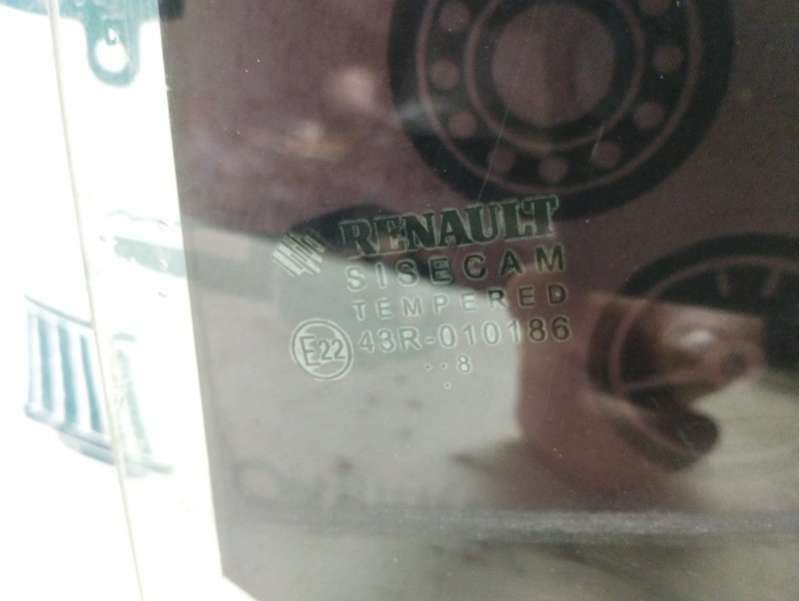 RENAULT
SISECAM
TEMPERED
E22 43R-010186
··8
·